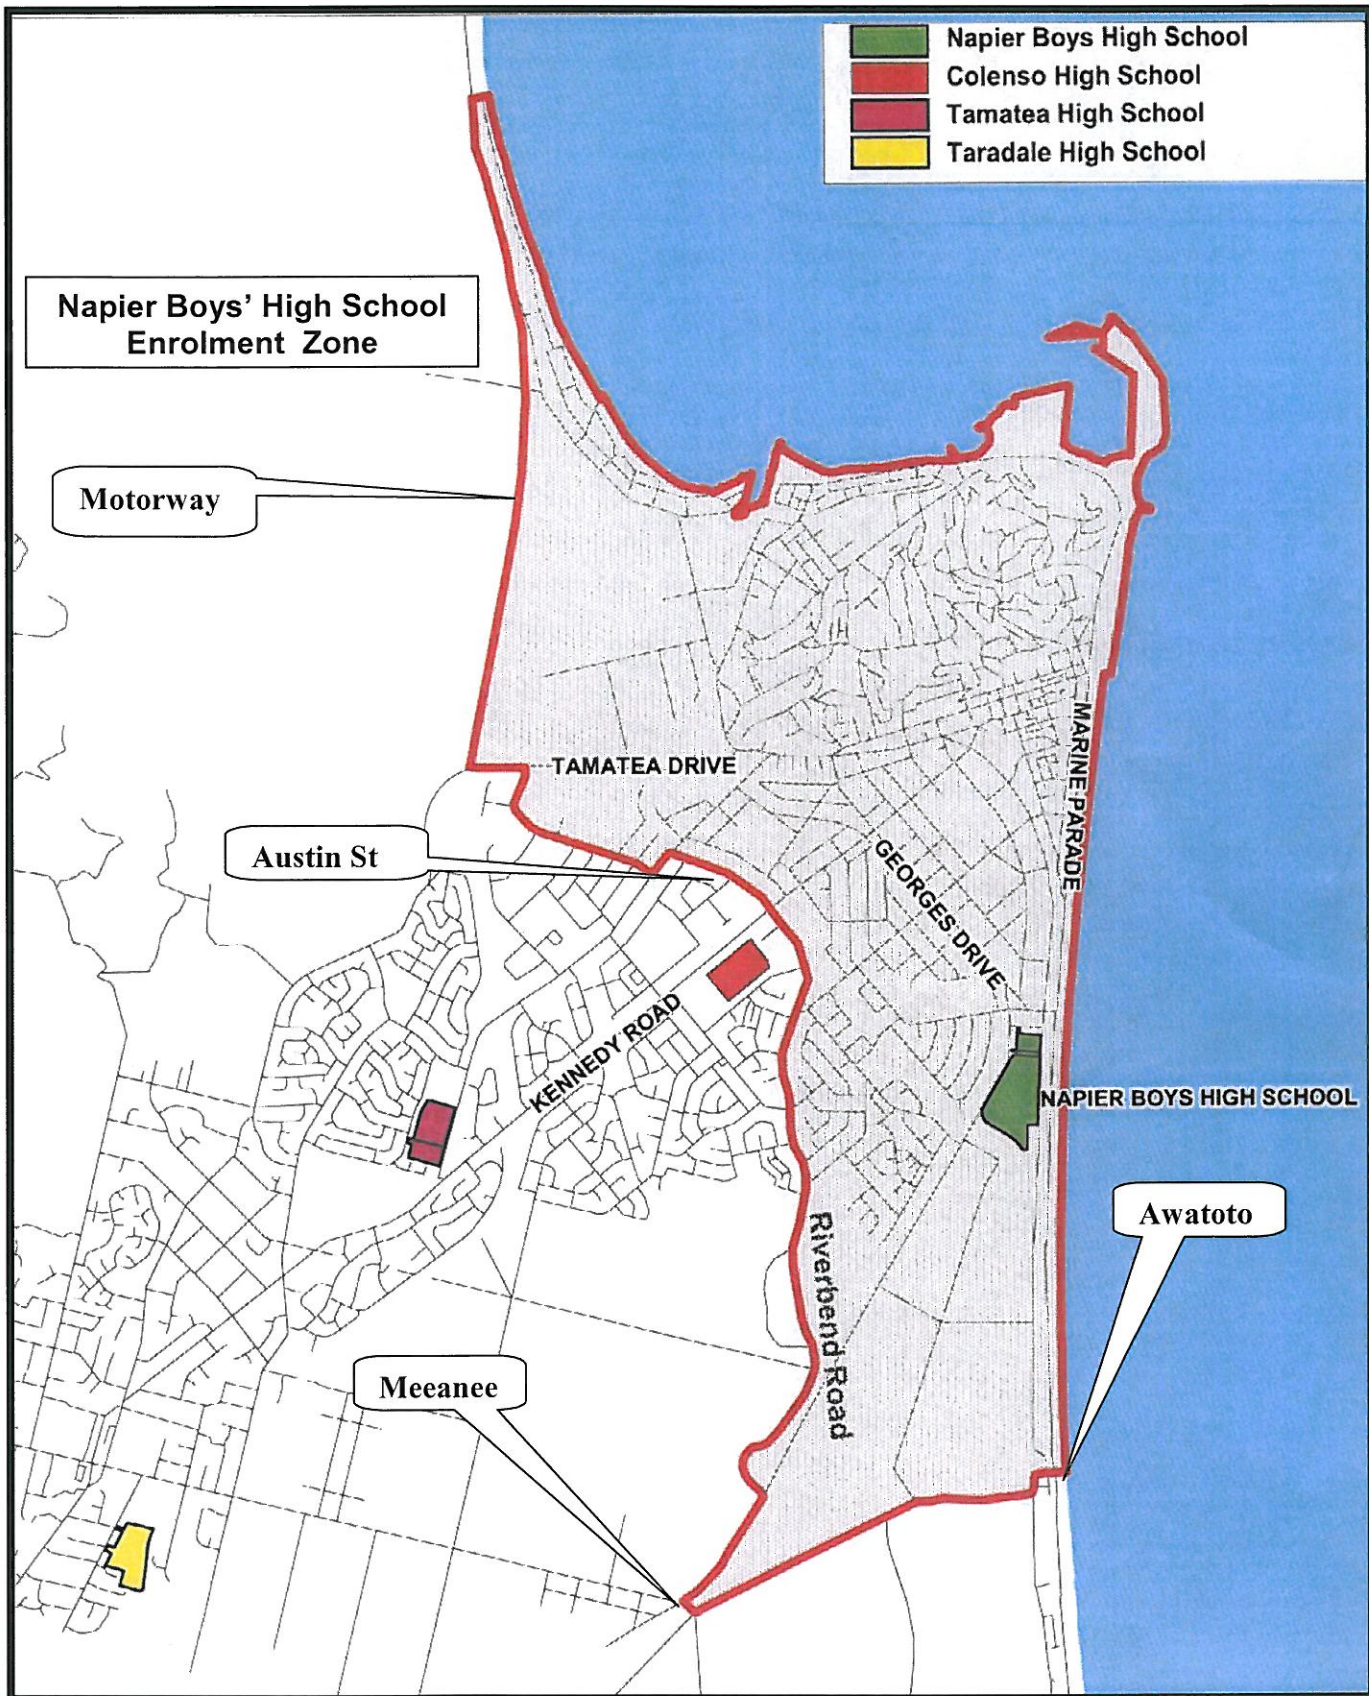 Napier Boys High School
Colenso High School
Tamatea High School
Taradale High School
Napier Boys' High School
Enrolment Zone
Motorway
TAMATEA DRIVE
MARINE PARADE
Austin St
GEORGES DRIVE
KENNEDY ROAD
NAPIER BOYS HIGH SCHOOL
Awatoto
Riverbend Road
Meeanee